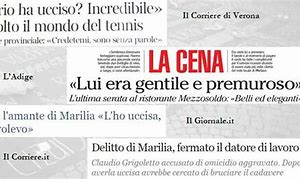 rio ha ucciso? Incredibile»
olto il mondo del tennis
provinciale: «Credetemi, sono senza parole»
Il Corriere di Verona
L'Adige
LA CENA
«Lui era gentile e premuroso»
L'ultima serata al ristorante Mezzosoldo: «Belli ed eleganti
l'amante di Marilia «L'ho uccisa,
volevo»
Il Giornale.it
Il Corriere.it
Delitto di Marilia, fermato il datore di lavoro
Claudio Grigoletto accusato di omicidio aggravato. Dopo
averla uccisa avrebbe cercato di bruciare il cadavere